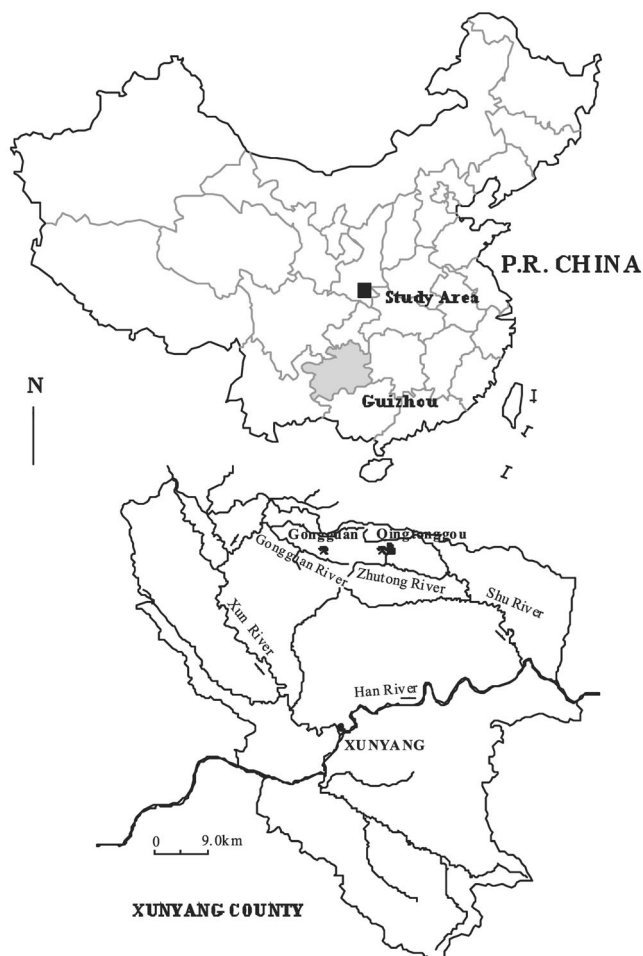 P.R. CHINA
Study Area
Guizhou
N
Gongguan
Qingtonggou
Gongguan River
Zhutong River
Shu River
Xun River
Han River
XUNYANG
0 9.0km
XUNYANG COUNTY